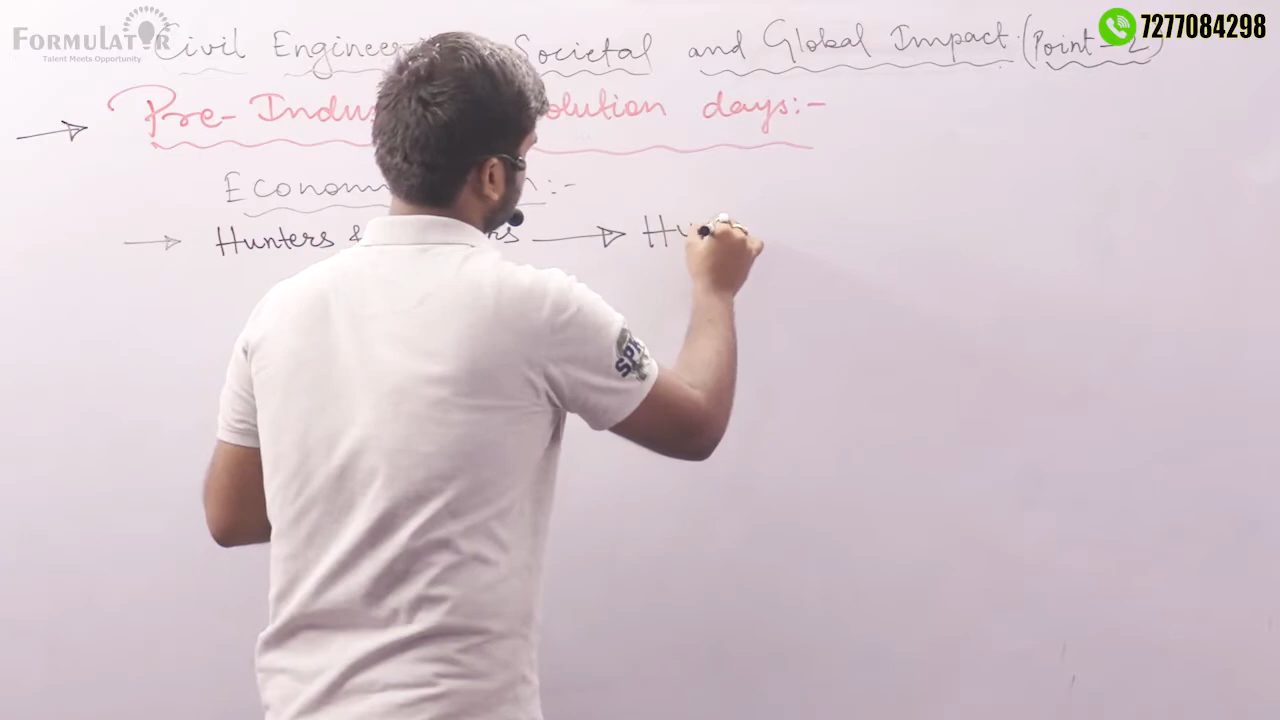 FORMULATOR
Talent Meets Opportunity
7277084298
Civil Engineer Societal and Global Impact (Point-2)
Pre-Indus olution days:-
Econom :-
Hunters &
SPK